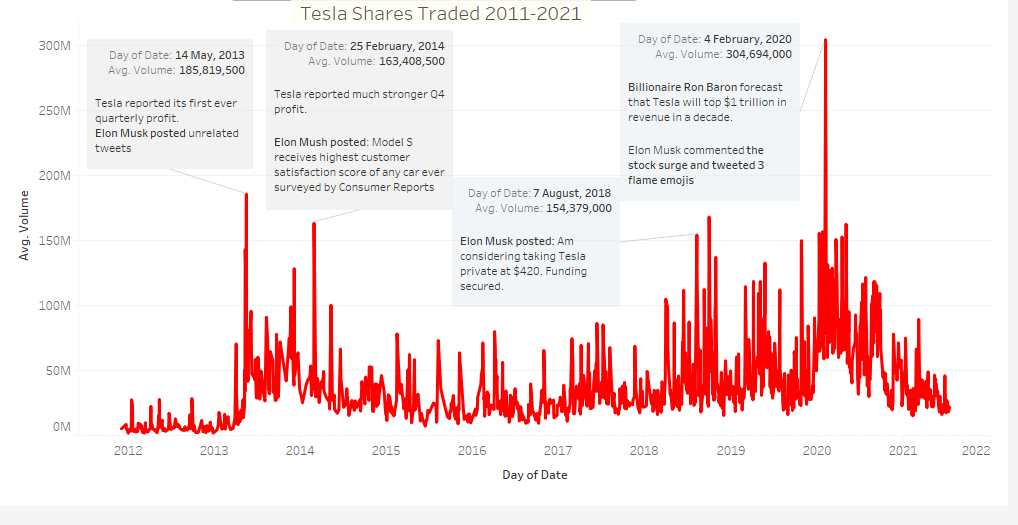 Tesla Shares Traded 2011-2021
300M
250M
200M
150M
100M
50M
0M
Avg. Volume
Day of Date: 14 May, 2013
Avg. Volume: 185,819,500
Tesla reported its first ever
quarterly profit.
Elon Musk posted unrelated
tweets
Day of Date: 25 February, 2014
Avg. Volume: 163,408,500
Tesla reported much stronger Q4
profit.
Elon Mush posted: Model S
receives highest customer
satisfaction score of any car ever
surveyed by Consumer Reports
Day of Date: 7 August, 2018
Avg. Volume: 154,379,000
Elon Musk posted: Am
considering taking Tesla
private at $420. Funding
secured.
Day of Date: 4 February, 2020
Avg. Volume: 304,694,000
Billionaire Ron Baron forecast
that Tesla will top $1 trillion in
revenue in a decade.
Elon Musk commented the
stock surge and tweeted 3
flame emojis
2012 2013 2014 2015 2016 2017 2018 2019 2020 2021 2022
Day of Date